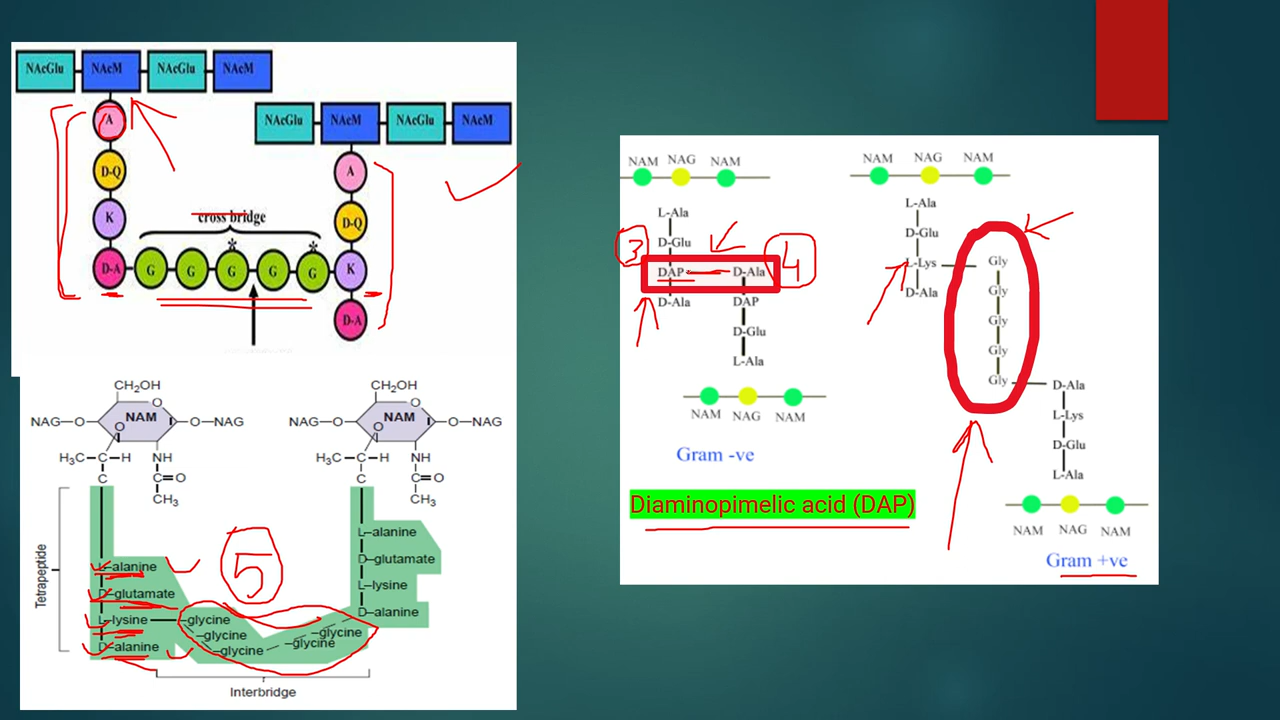 NAcGlu NAcM NAcGlu NAcM
NAcGlu NAcM NAcGlu NAcM
A
A
D-Q
D-Q
K
cross bridge
* *
D-A G G G G G K
D-A
CH₂OH
CH₂OH
NAG—O O NAM O—NAG
NAG—O O NAM O—NAG
O
O
H₃C H NH
H₃C H NH
C C=O
C C=O
CH₃
CH₃
Tetrapeptide
L-alanine
D-glutamate
L-lysine
D-alanine
5
glycine
glycine
glycine
glycine
glycine
L-alanine
D-glutamate
L-lysine
D-alanine
Interbridge
NAM NAG NAM
L-Ala
D-Glu
3
DAP D-Ala
4
D-Ala DAP
D-Glu
L-Ala
NAM NAG NAM
Gram -ve
Diaminopimelic acid (DAP)
NAM NAG NAM
L-Ala
D-Glu
L-Lys Gly
D-Ala Gly
Gly
Gly
Gly D-Ala
L-Lys
D-Glu
L-Ala
NAM NAG NAM
Gram +ve